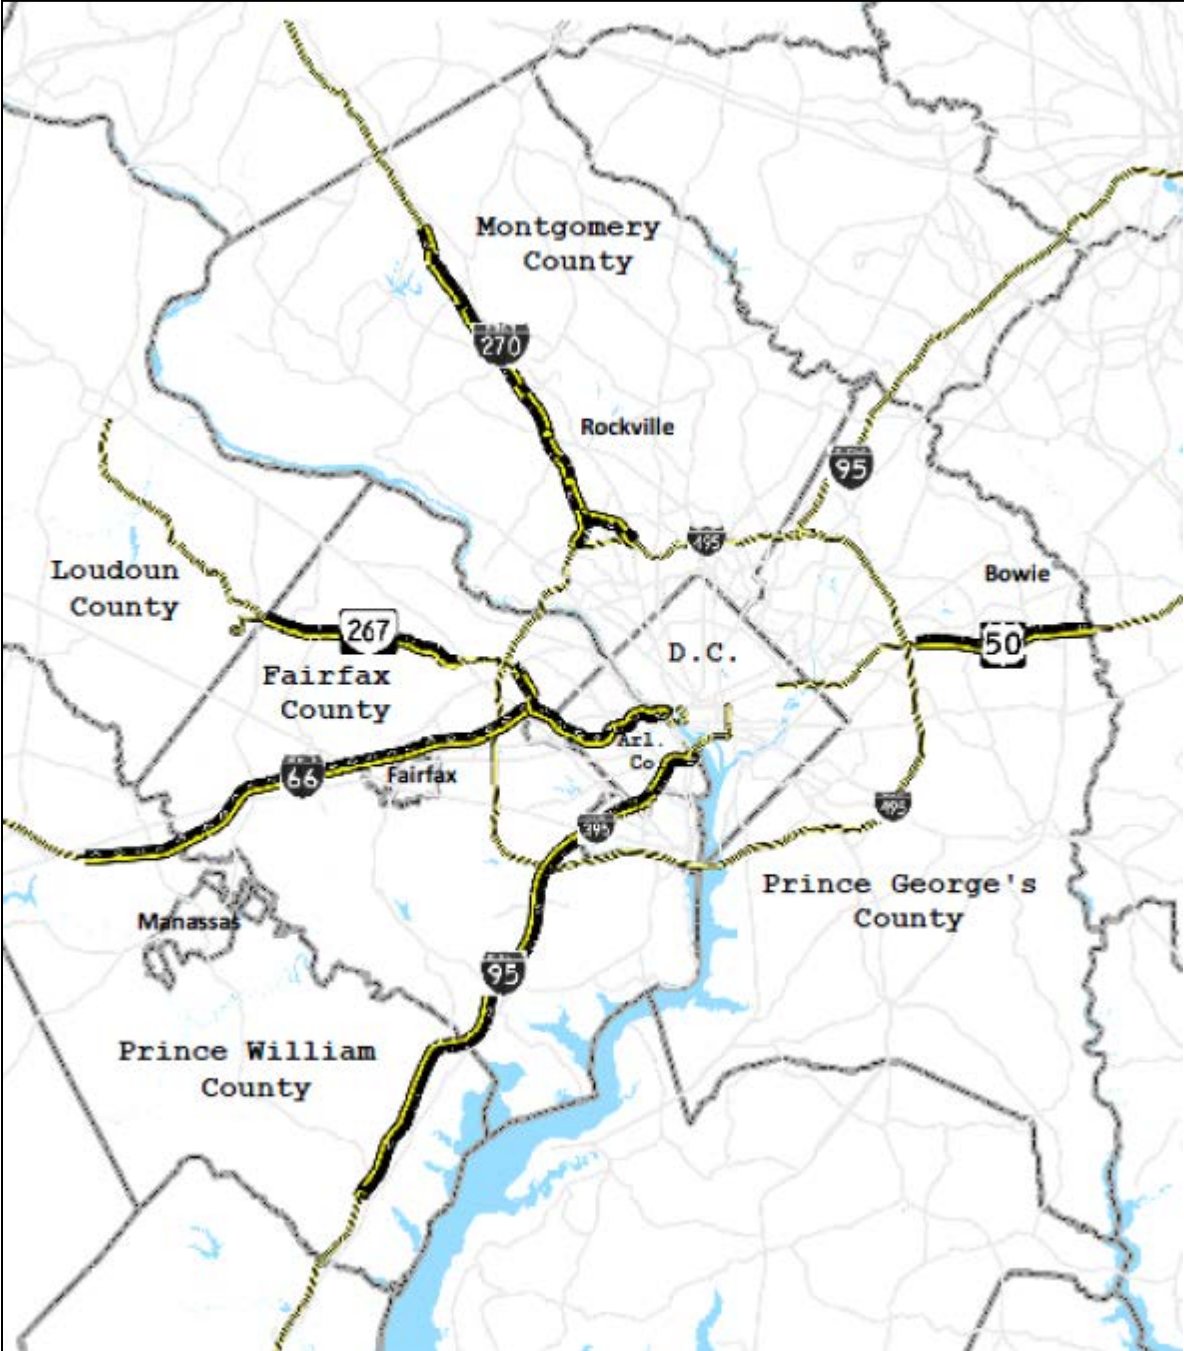 Montgomery
County
270
Rockville
95
495
Loudoun
County
Bowie
267
50
D.C.
Fairfax
County
Arl.
Co
66
Fairfax
395
495
Prince George's
County
Manassas
95
Prince William
County